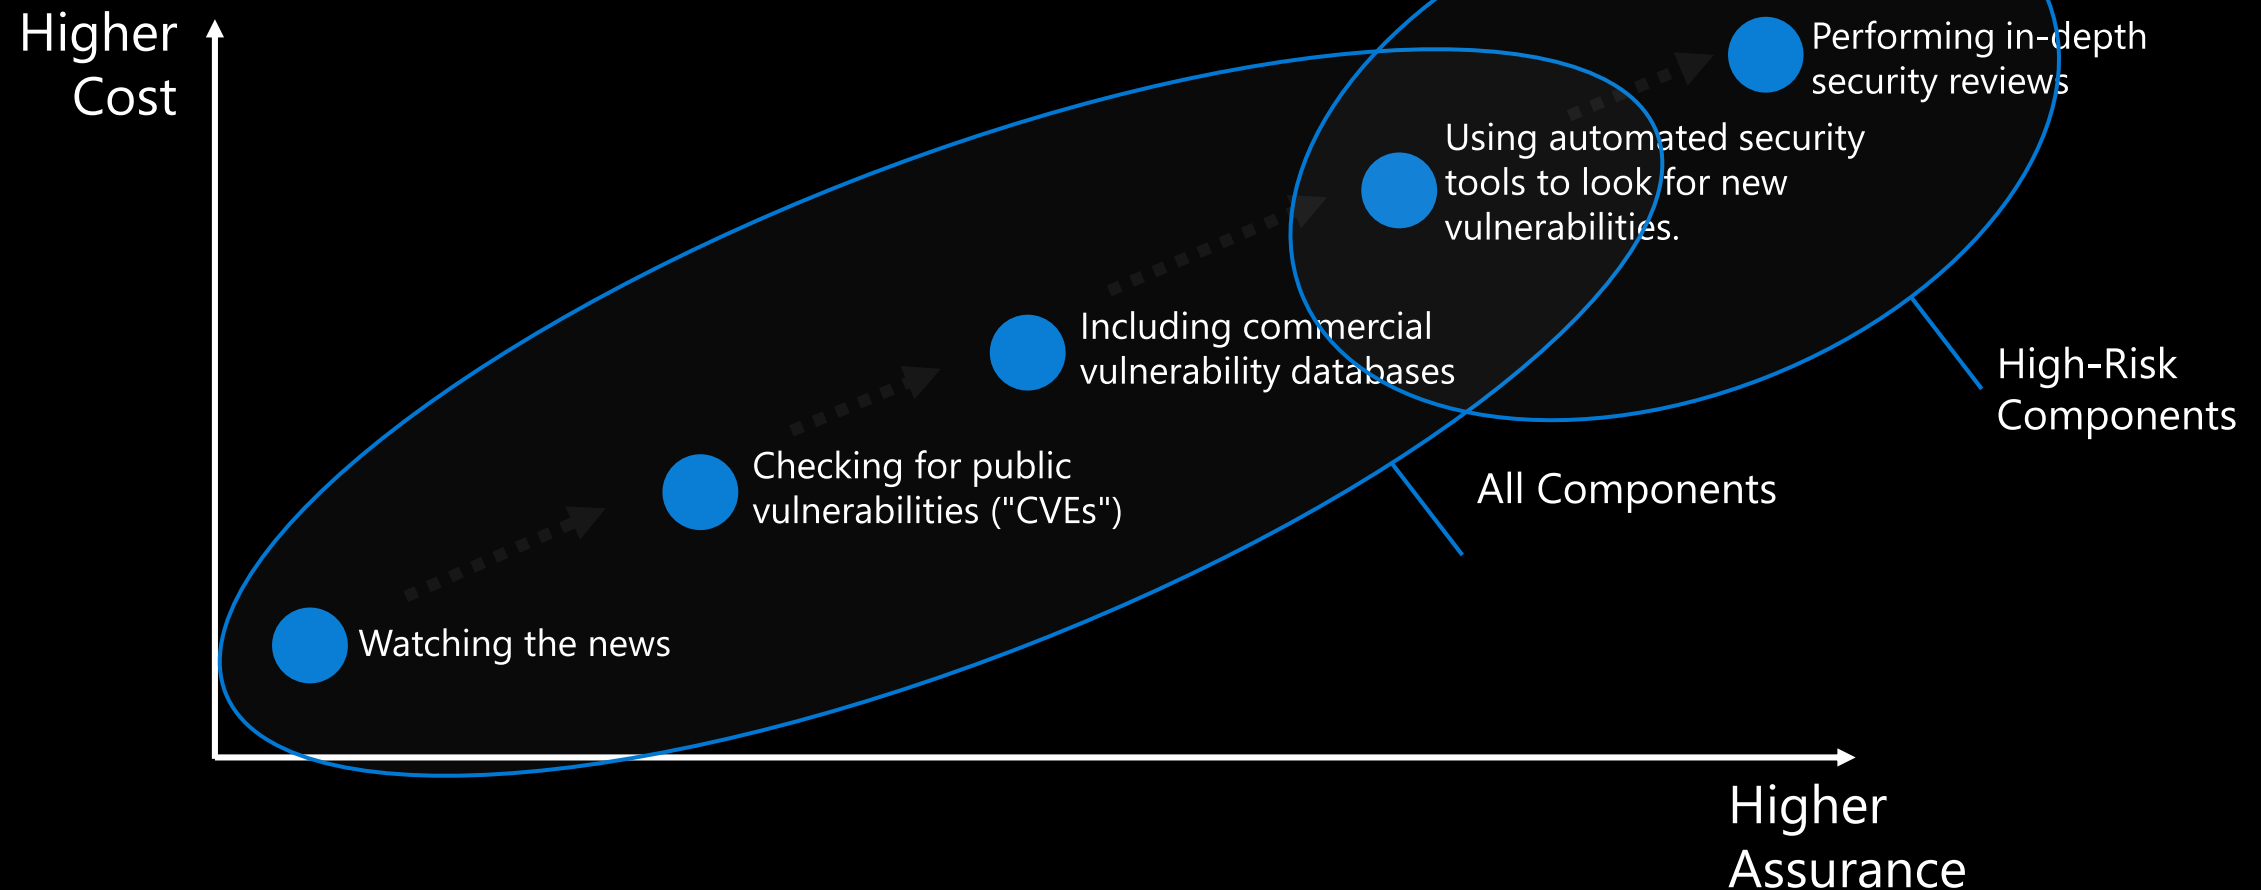 Higher
Cost
Performing in-depth
security reviews
Using automated security
tools to look for new
vulnerabilities.
Including commercial
vulnerability databases
High-Risk
Components
Checking for public
vulnerabilities ("CVEs")
All Components
Watching the news
Higher
Assurance